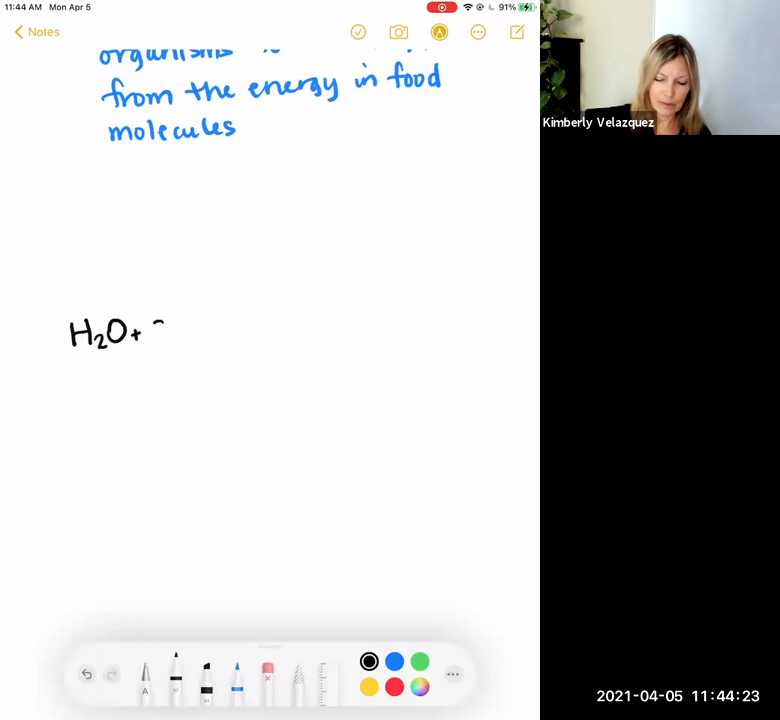 11:44 AM Mon Apr 5
91%
Notes
organisms
from the energy in food
molecules
H₂O+
A
Kimberly Velazquez
2021-04-05 11:44:23